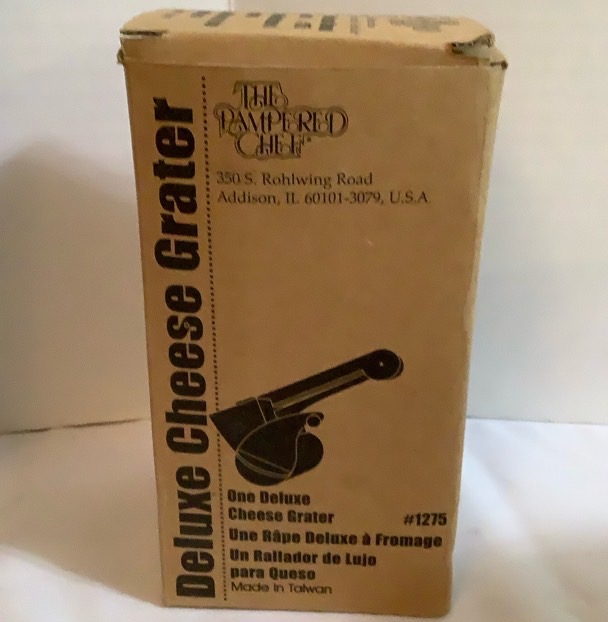 Deluxe Cheese Grater
THE
PAMPERED
CHEF
350 S. Rohlwing Road
Addison, IL 60101-3079, U.S.A.
One Deluxe
Cheese Grater #1275
Une Râpe Deluxe à Fromage
Un Rallador de Lujo
para Queso
Made in Taiwan